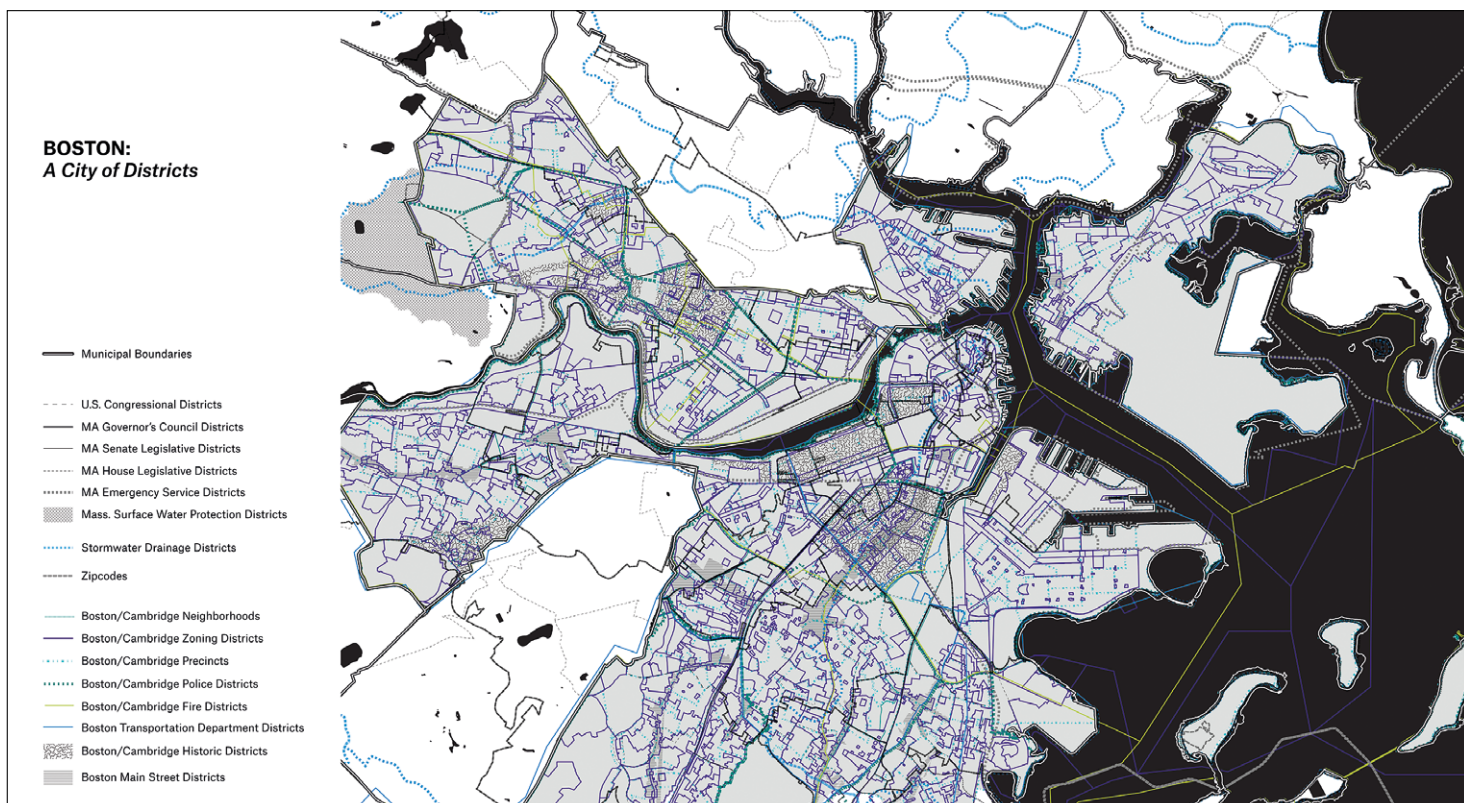 BOSTON:
A City of Districts
Municipal Boundaries
U.S. Congressional Districts
MA Governor's Council Districts
MA Senate Legislative Districts
MA House Legislative Districts
MA Emergency Service Districts
Mass. Surface Water Protection Districts
Stormwater Drainage Districts
Zipcodes
Boston/Cambridge Neighborhoods
Boston/Cambridge Zoning Districts
Boston/Cambridge Precincts
Boston/Cambridge Police Districts
Boston/Cambridge Fire Districts
Boston Transportation Department Districts
Boston/Cambridge Historic Districts
Boston Main Street Districts